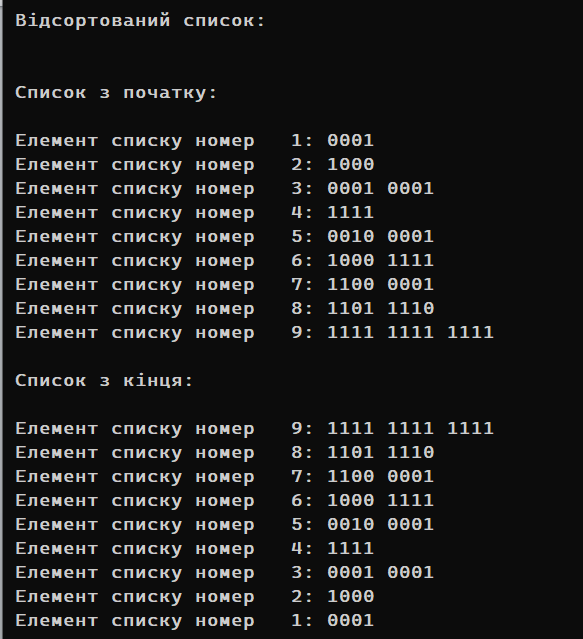 Відсортований список:
Список з початку:
Елемент списку номер   1: 0001
Елемент списку номер   2: 1000
Елемент списку номер   3: 0001 0001
Елемент списку номер   4: 1111
Елемент списку номер   5: 0010 0001
Елемент списку номер   6: 1000 1111
Елемент списку номер   7: 1100 0001
Елемент списку номер   8: 1101 1110
Елемент списку номер   9: 1111 1111 1111
Список з кінця:
Елемент списку номер   9: 1111 1111 1111
Елемент списку номер   8: 1101 1110
Елемент списку номер   7: 1100 0001
Елемент списку номер   6: 1000 1111
Елемент списку номер   5: 0010 0001
Елемент списку номер   4: 1111
Елемент списку номер   3: 0001 0001
Елемент списку номер   2: 1000
Елемент списку номер   1: 0001